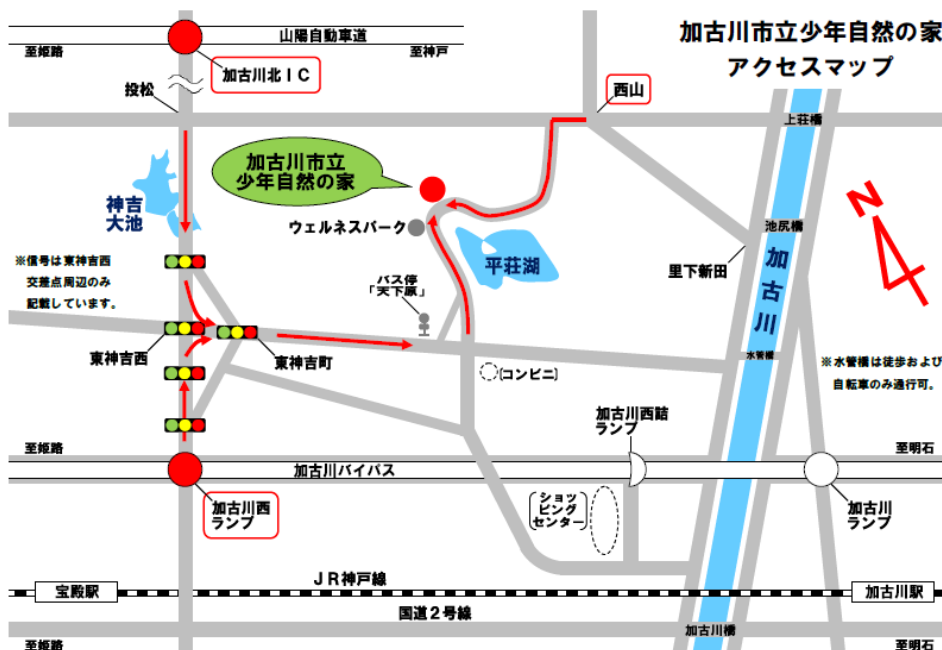 加古川市立少年自然の家
アクセスマップ
山陽自動車道
至姫路
至神戸
加古川北IC
投松
西山
上荘橋
加古川市立
少年自然の家
神吉
大池
ウェルネスパーク
池尻橋
平荘湖
里下新田
加古川
※信号は東神吉西
交差点周辺のみ
記載しています。
バス停
「天下原」
東神吉西
東神吉町
水管橋
※水管橋は徒歩および
自転車のみ通行可。
(コンビニ)
加古川西詰
ランプ
至姫路
加古川バイパス
至明石
加古川西
ランプ
ショッ
ピング
センター
加古川
ランプ
JR神戸線
宝殿駅
加古川駅
国道2号線
加古川橋
至姫路
至明石
N